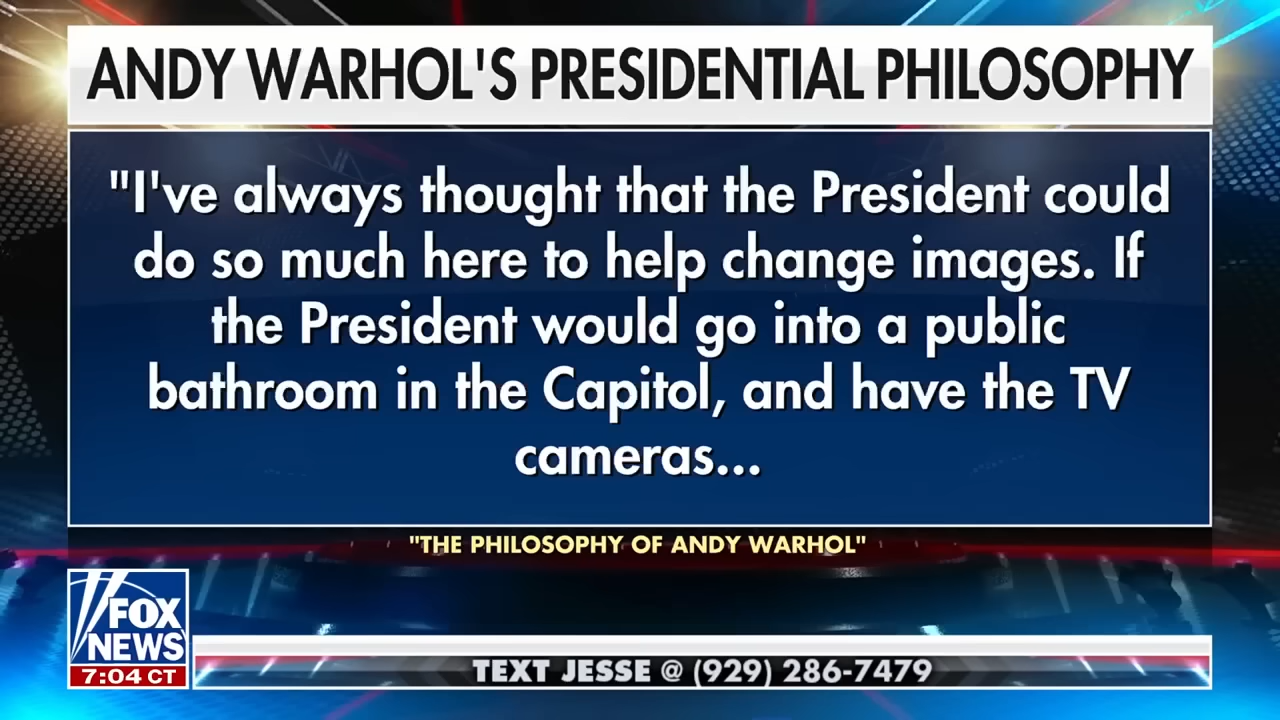 ANDY WARHOL'S PRESIDENTIAL PHILOSOPHY
"I've always thought that the President could
do so much here to help change images. If
the President would go into a public
bathroom in the Capitol, and have the TV
cameras...
"THE PHILOSOPHY OF ANDY WARHOL"
FOX
NEWS
7:04 CT
TEXT JESSE @ (929) 286-7479